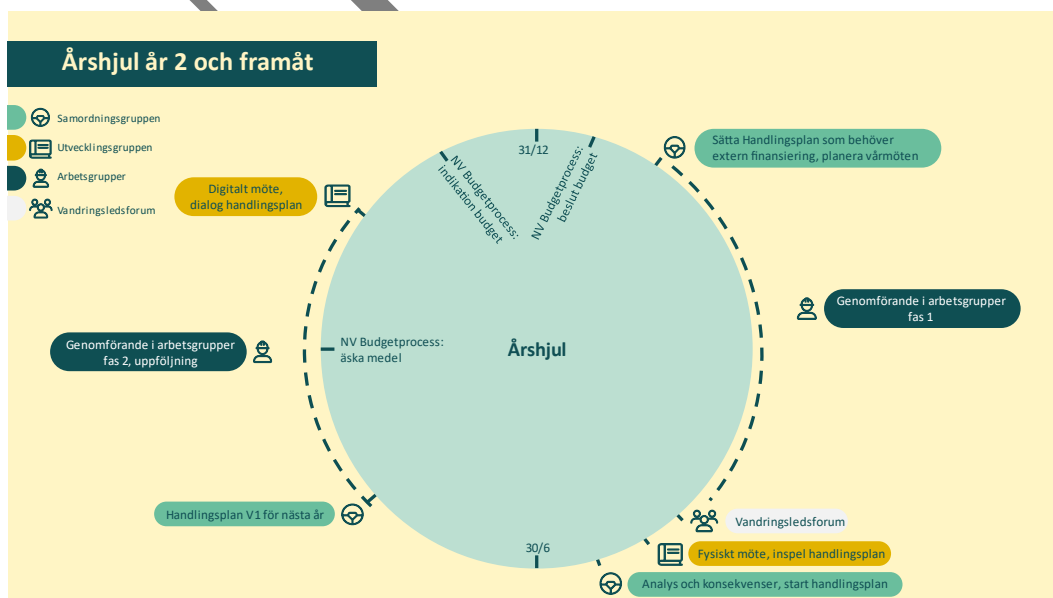 Årshjul år 2 och framåt
Samordningsgruppen
Utvecklingsgruppen
Arbetsgrupper
Vandringsledsforum
31/12
NV Budgetprocess:
indikation budget
NV Budgetprocess:
beslut budget
Sätta Handlingsplan som behöver
extern finansiering, planera vårmöten
Digitalt möte,
dialog handlingsplan
Genomförande i arbetsgrupper
fas 1
Genomförande i arbetsgrupper
fas 2, uppföljning
NV Budgetprocess:
äska medel
Årshjul
Handlingsplan V1 för nästa år
Vandringsledsforum
30/6
Fysiskt möte, inspel handlingsplan
Analys och konsekvenser, start handlingsplan